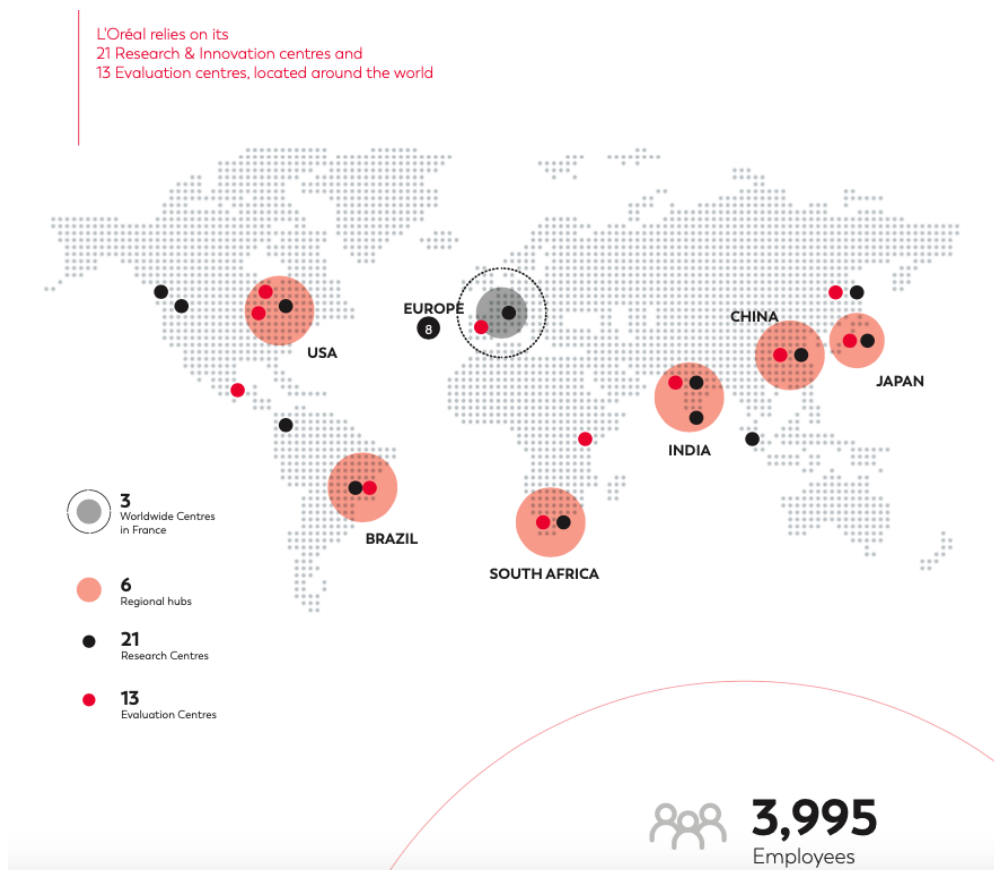 L'Oréal relies on its
21 Research & Innovation centres and
13 Evaluation centres, located around the world
EUROPE
8
CHINA
USA
JAPAN
INDIA
BRAZIL
SOUTH AFRICA
3
Worldwide Centres
in France
6
Regional hubs
21
Research Centres
13
Evaluation Centres
3,995
Employees